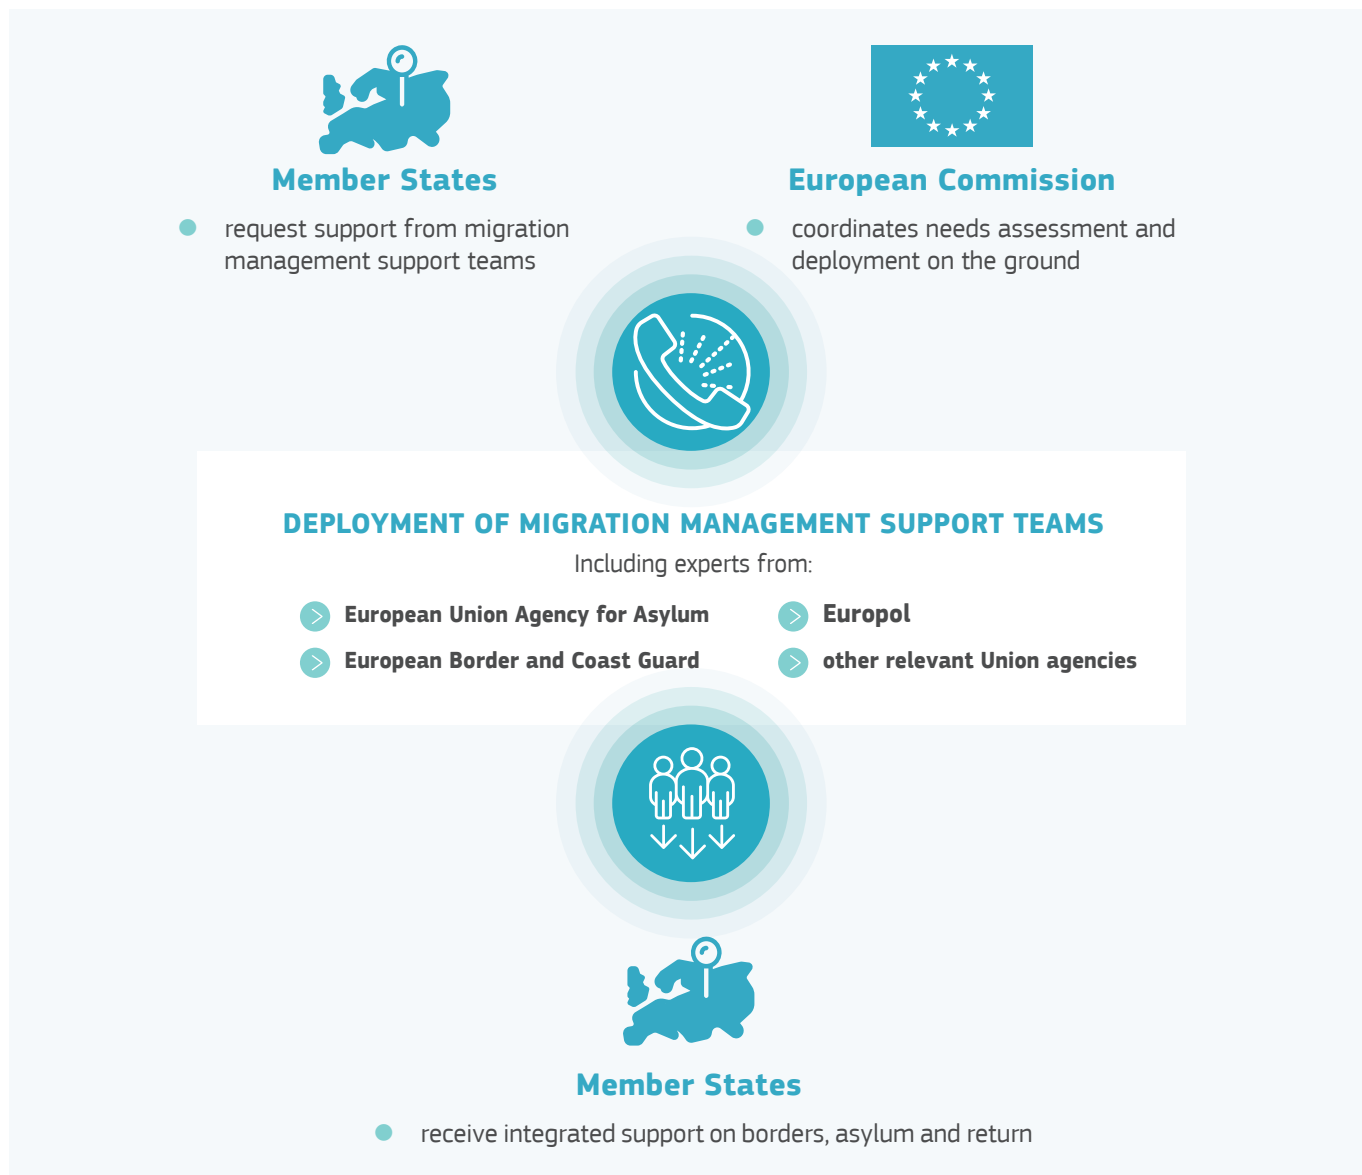 Member States
request support from migration
management support teams
European Commission
coordinates needs assessment and
deployment on the ground
DEPLOYMENT OF MIGRATION MANAGEMENT SUPPORT TEAMS
Including experts from:
European Union Agency for Asylum
European Border and Coast Guard
Europol
other relevant Union agencies
Member States
receive integrated support on borders, asylum and return